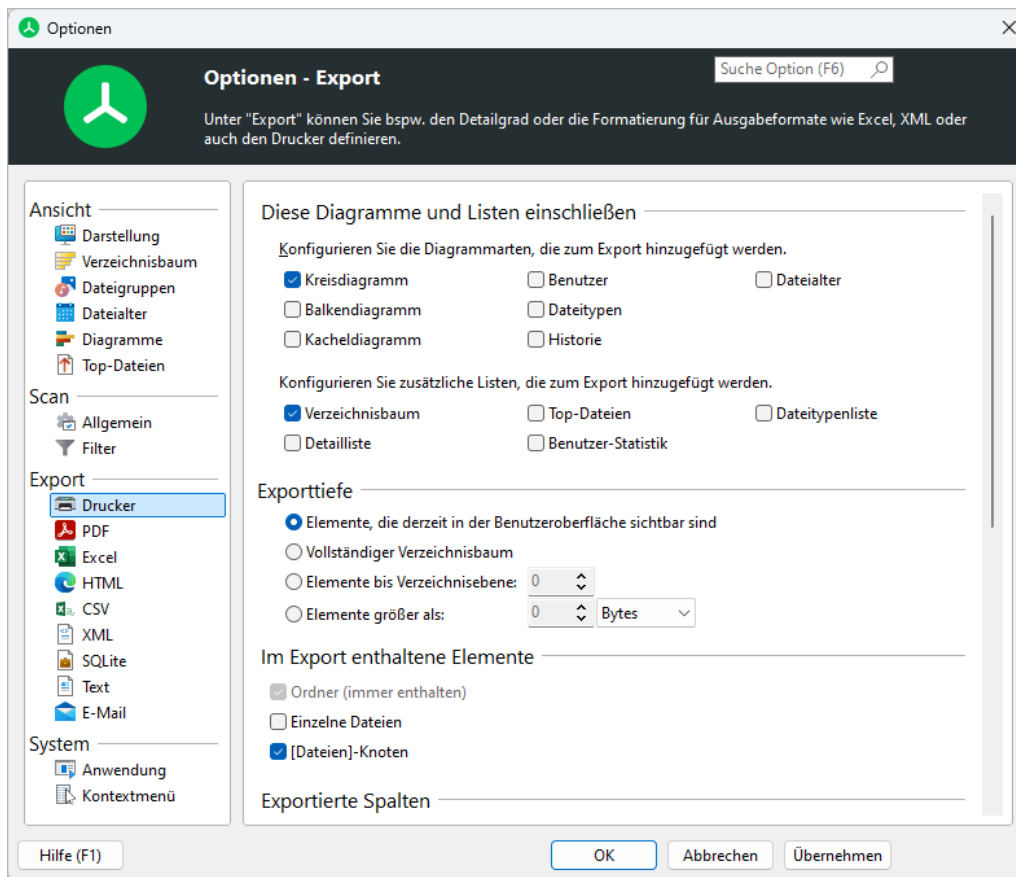 Optionen
Optionen - Export
Suche Option (F6)
Unter "Export" können Sie bspw. den Detailgrad oder die Formatierung für Ausgabeformate wie Excel, XML oder
auch den Drucker definieren.
Ansicht
Darstellung
Verzeichnisbaum
Dateigruppen
Dateialter
Diagramme
Top-Dateien
Scan
Allgemein
Filter
Export
Drucker
PDF
Excel
HTML
CSV
XML
SQLite
Text
E-Mail
System
Anwendung
Kontextmenü
Diese Diagramme und Listen einschließen
Konfigurieren Sie die Diagrammarten, die zum Export hinzugefügt werden.
Kreisdiagramm Benutzer Dateialter
Balkendiagramm Dateitypen
Kacheldiagramm Historie
Konfigurieren Sie zusätzliche Listen, die zum Export hinzugefügt werden.
Verzeichnisbaum Top-Dateien Dateitypenliste
Detailliste Benutzer-Statistik
Exporttiefe
Elemente, die derzeit in der Benutzeroberfläche sichtbar sind
Vollständiger Verzeichnisbaum
Elemente bis Verzeichnisebene: 0
Elemente größer als: 0 Bytes
Im Export enthaltene Elemente
Ordner (immer enthalten)
Einzelne Dateien
[Dateien]-Knoten
Exportierte Spalten
Hilfe (F1) OK Abbrechen Übernehmen